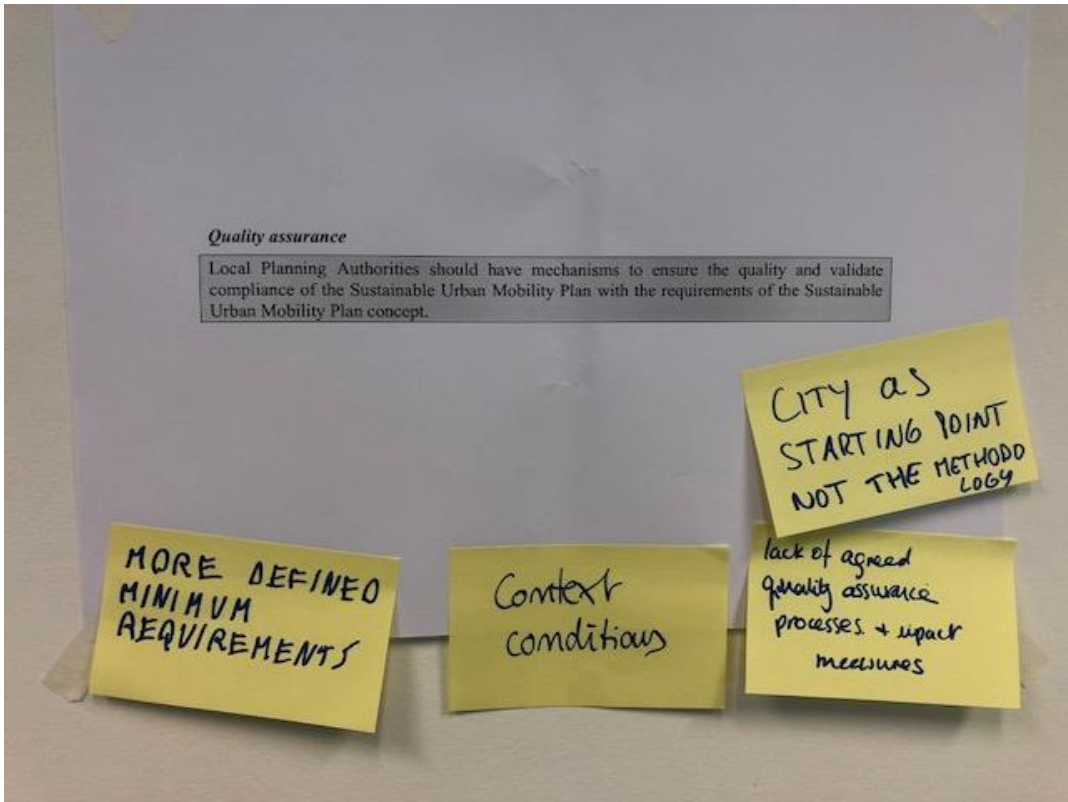 Quality assurance
Local Planning Authorities should have mechanisms to ensure the quality and validate
compliance of the Sustainable Urban Mobility Plan with the requirements of the Sustainable
Urban Mobility Plan concept.
CITY as
STARTING POINT
NOT THE METHODO
LOGY
MORE DEFINED
MINIMUM
REQUIREMENTS
Context
conditions
lack of agreed
quality assurance
processes + upact
measures